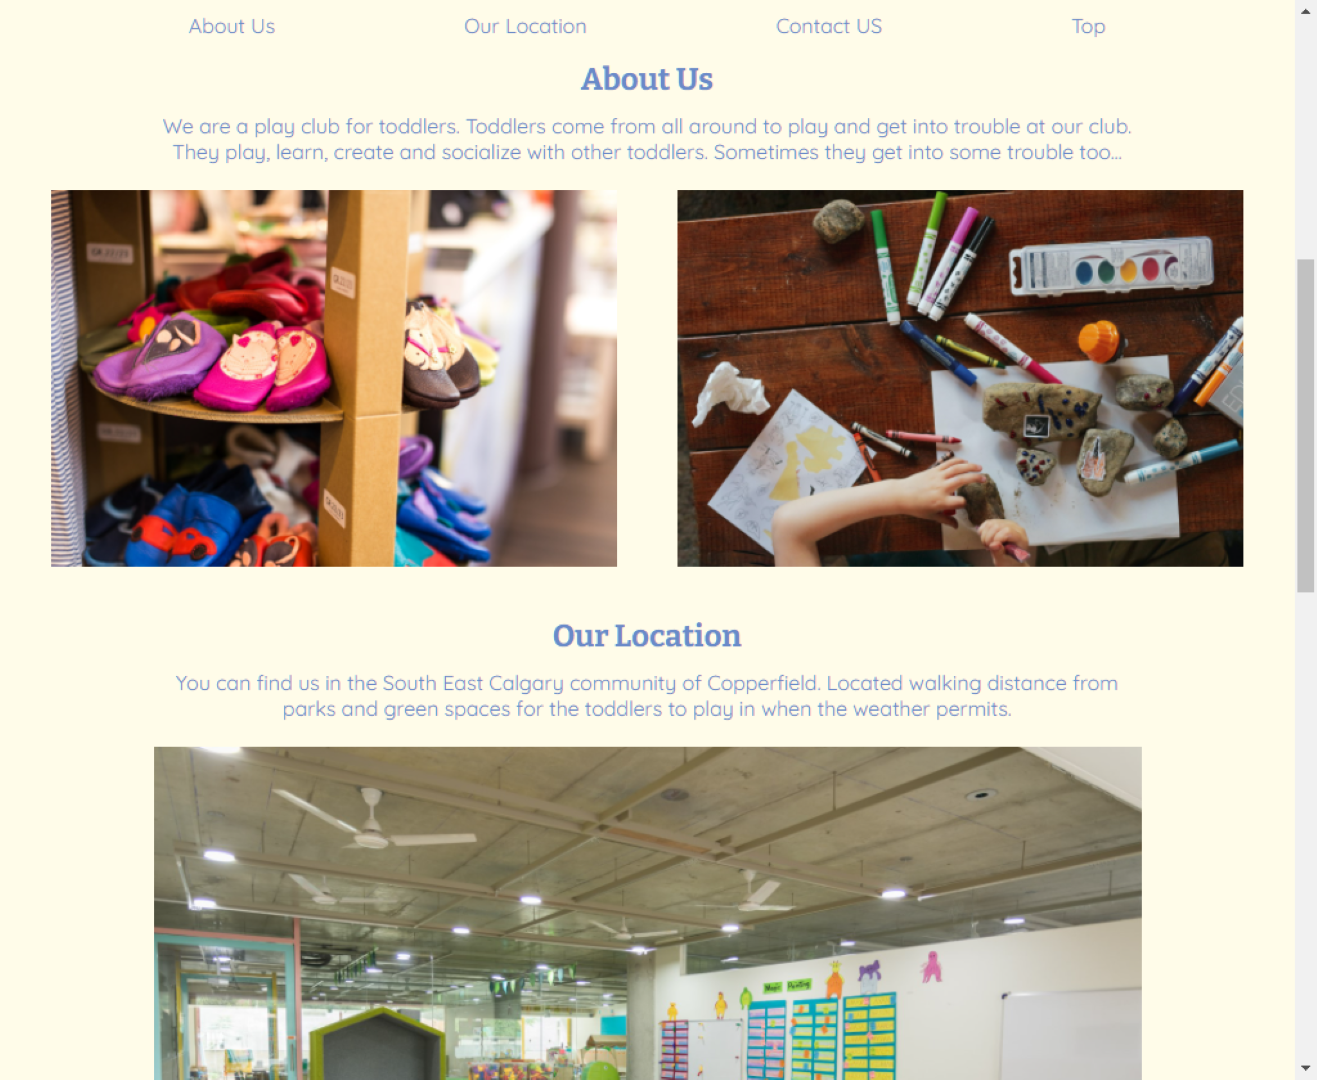 About Us
Our Location
Contact US
Top
About Us
We are a play club for toddlers. Toddlers come from all around to play and get into trouble at our club.
They play, learn, create and socialize with other toddlers. Sometimes they get into some trouble too...
Our Location
You can find us in the South East Calgary community of Copperfield. Located walking distance from
parks and green spaces for the toddlers to play in when the weather permits.